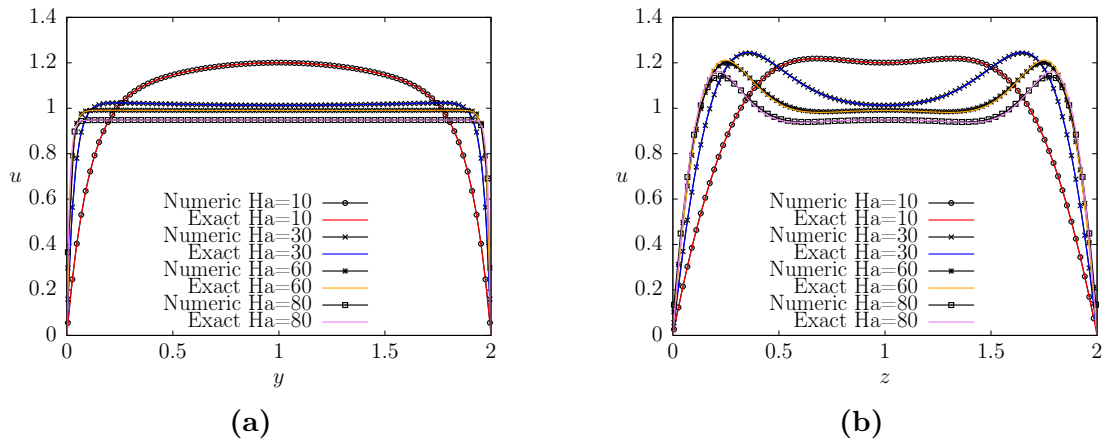 1.4
1.2
1
0.8
0.6
0.4
0.2
0
u
Numeric Ha=10
Exact Ha=10
Numeric Ha=30
Exact Ha=30
Numeric Ha=60
Exact Ha=60
Numeric Ha=80
Exact Ha=80
0 0.5 1 1.5 2
y
(a)
1.4
1.2
1
0.8
0.6
0.4
0.2
0
u
Numeric Ha=10
Exact Ha=10
Numeric Ha=30
Exact Ha=30
Numeric Ha=60
Exact Ha=60
Numeric Ha=80
Exact Ha=80
0 0.5 1 1.5 2
z
(b)